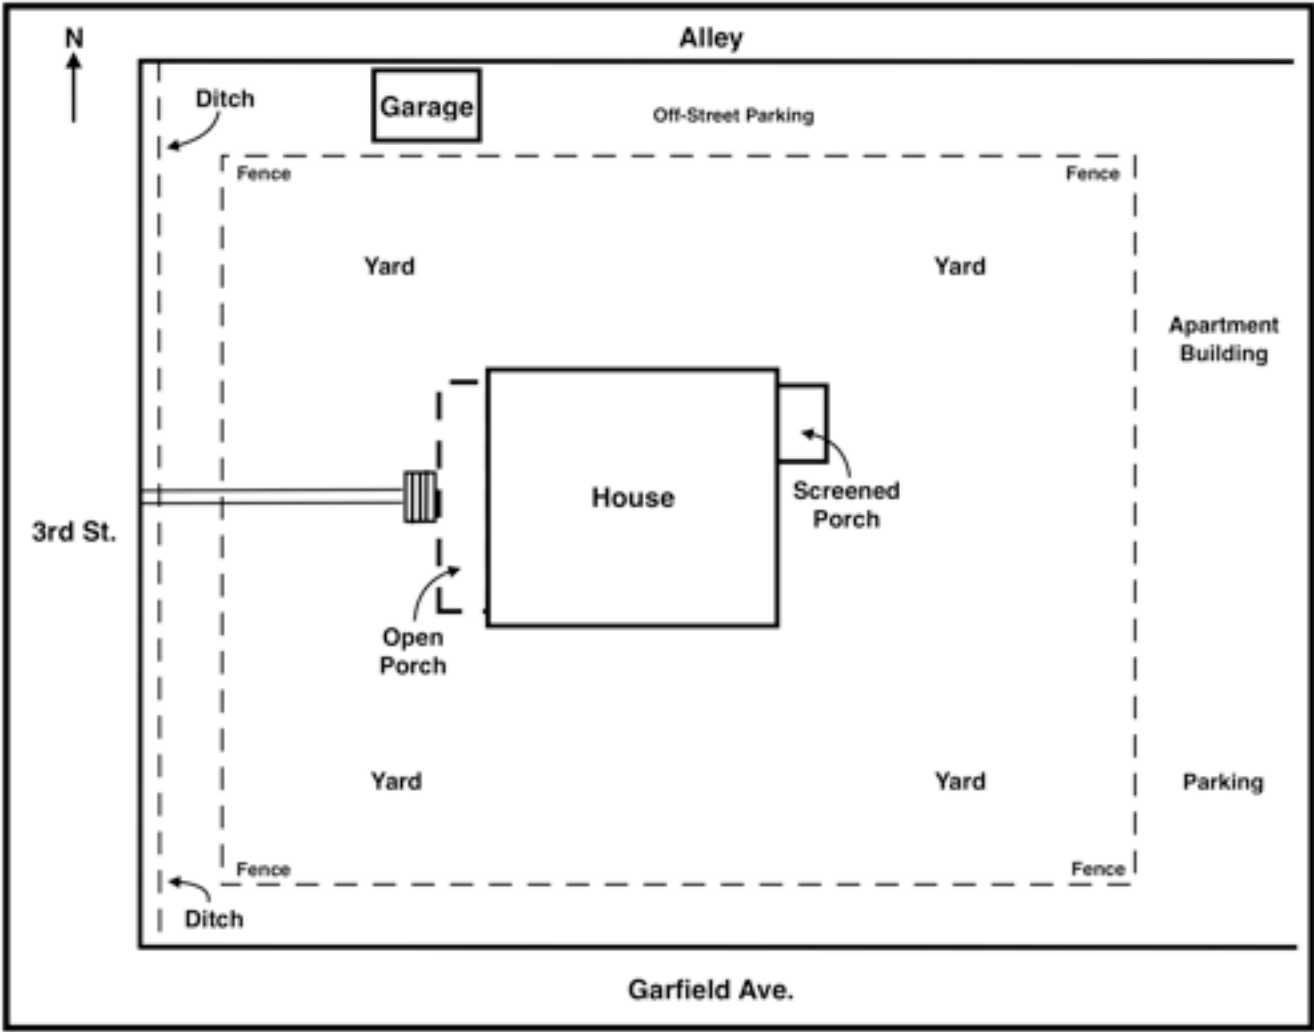 N
Alley
Ditch
Garage
Off-Street Parking
Fence
Fence
Yard
Yard
Apartment
Building
House
Screened
Porch
3rd St.
Open
Porch
Yard
Yard
Parking
Fence
Fence
Ditch
Garfield Ave.